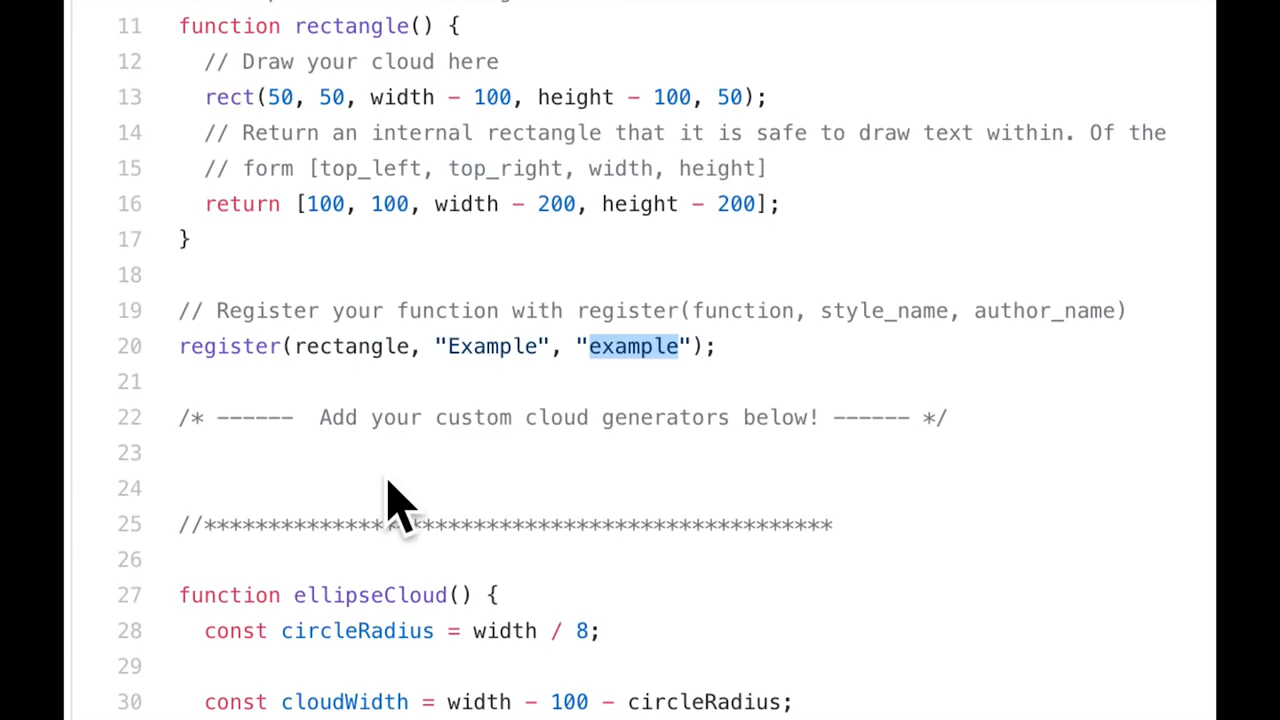 11 function rectangle() {
12 // Draw your cloud here
13 rect(50, 50, width - 100, height - 100, 50);
14 // Return an internal rectangle that it is safe to draw text within. Of the
15 // form [top_left, top_right, width, height]
16 return [100, 100, width - 200, height - 200];
17 }
18
19 // Register your function with register(function, style_name, author_name)
20 register(rectangle, "Example", "example");
21
22 /* ------ Add your custom cloud generators below! ------ */
23
24
25 //*************************************************
26
27 function ellipseCloud() {
28 const circleRadius = width / 8;
29
30 const cloudWidth = width - 100 - circleRadius;